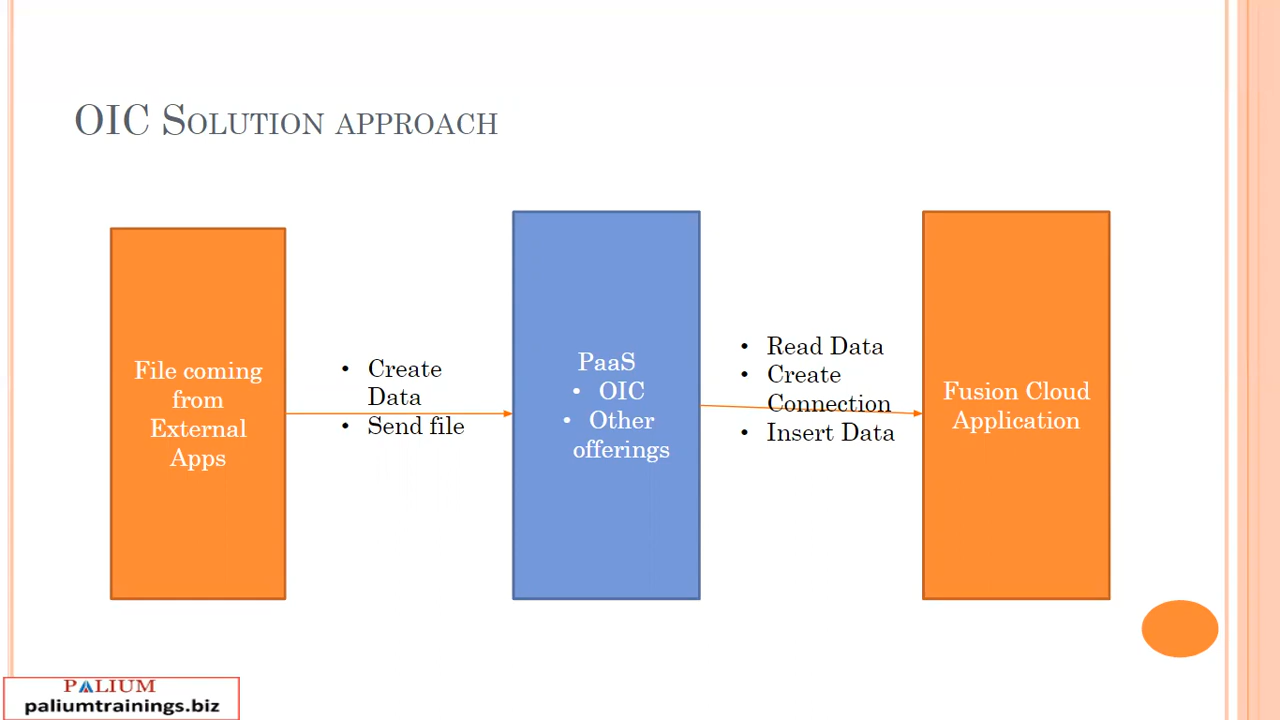 OIC SOLUTION APPROACH
File coming
from
External
Apps
• Create
Data
• Send file
PaaS
• OIC
• Other
offerings
• Read Data
• Create
Connection
• Insert Data
Fusion Cloud
Application
PALIUM
paliumtrainings.biz